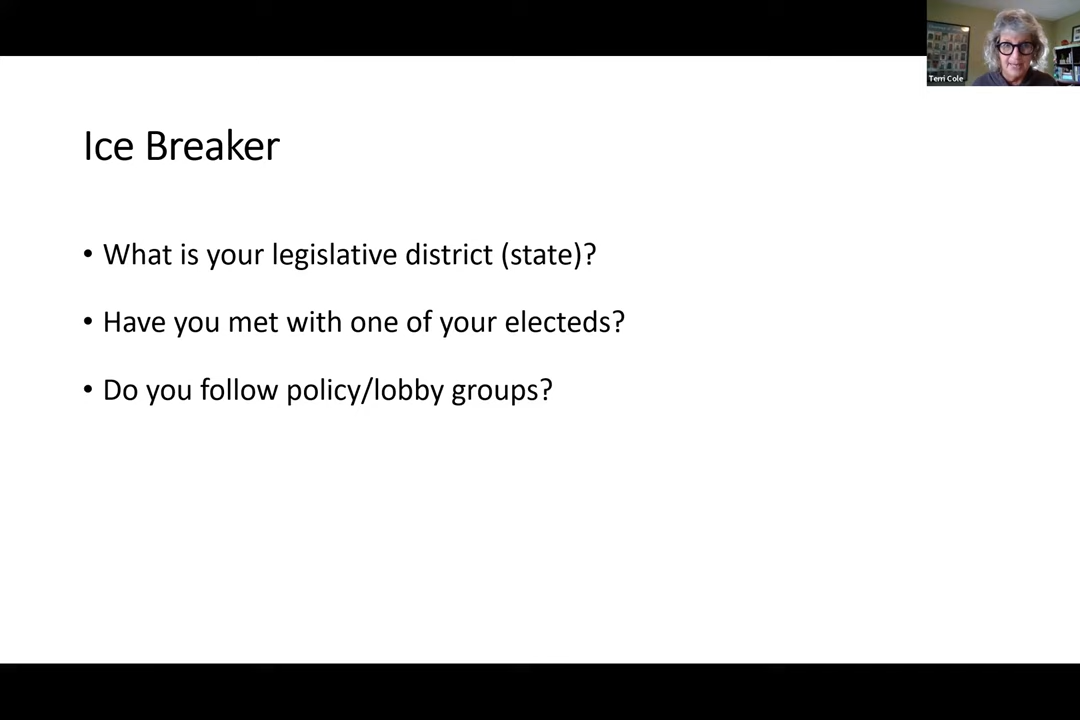 Terri Cole
Ice Breaker
• What is your legislative district (state)?
• Have you met with one of your electeds?
• Do you follow policy/lobby groups?